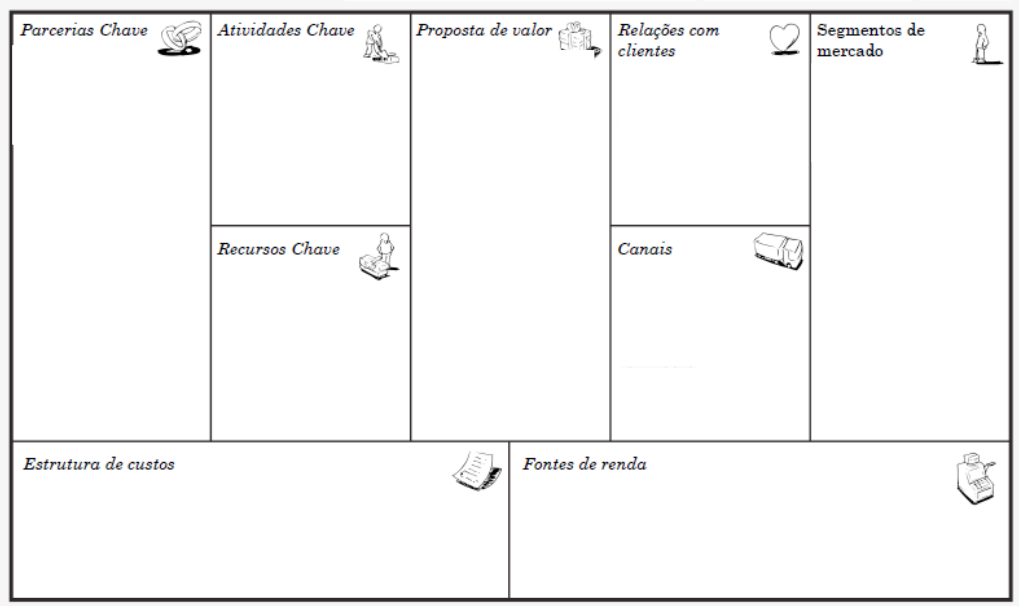 Parcerias Chave
Atividades Chave
Proposta de valor
Relações com
clientes
Segmentos de
mercado
Recursos Chave
Canais
Estrutura de custos
Fontes de renda